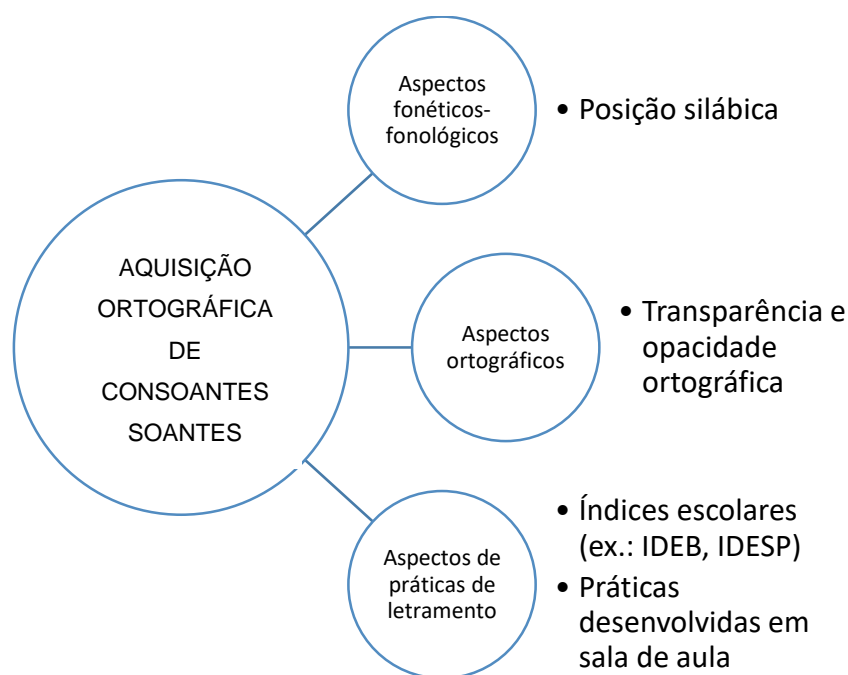 AQUISIÇÃO
ORTOGRÁFICA
DE
CONSOANTES
SOANTES
Aspectos
fonéticos-
fonológicos
• Posição silábica
Aspectos
ortográficos
• Transparência e
opacidade
ortográfica
Aspectos de
práticas de
letramento
• Índices escolares
(ex.: IDEB, IDESP)
• Práticas
desenvolvidas em
sala de aula